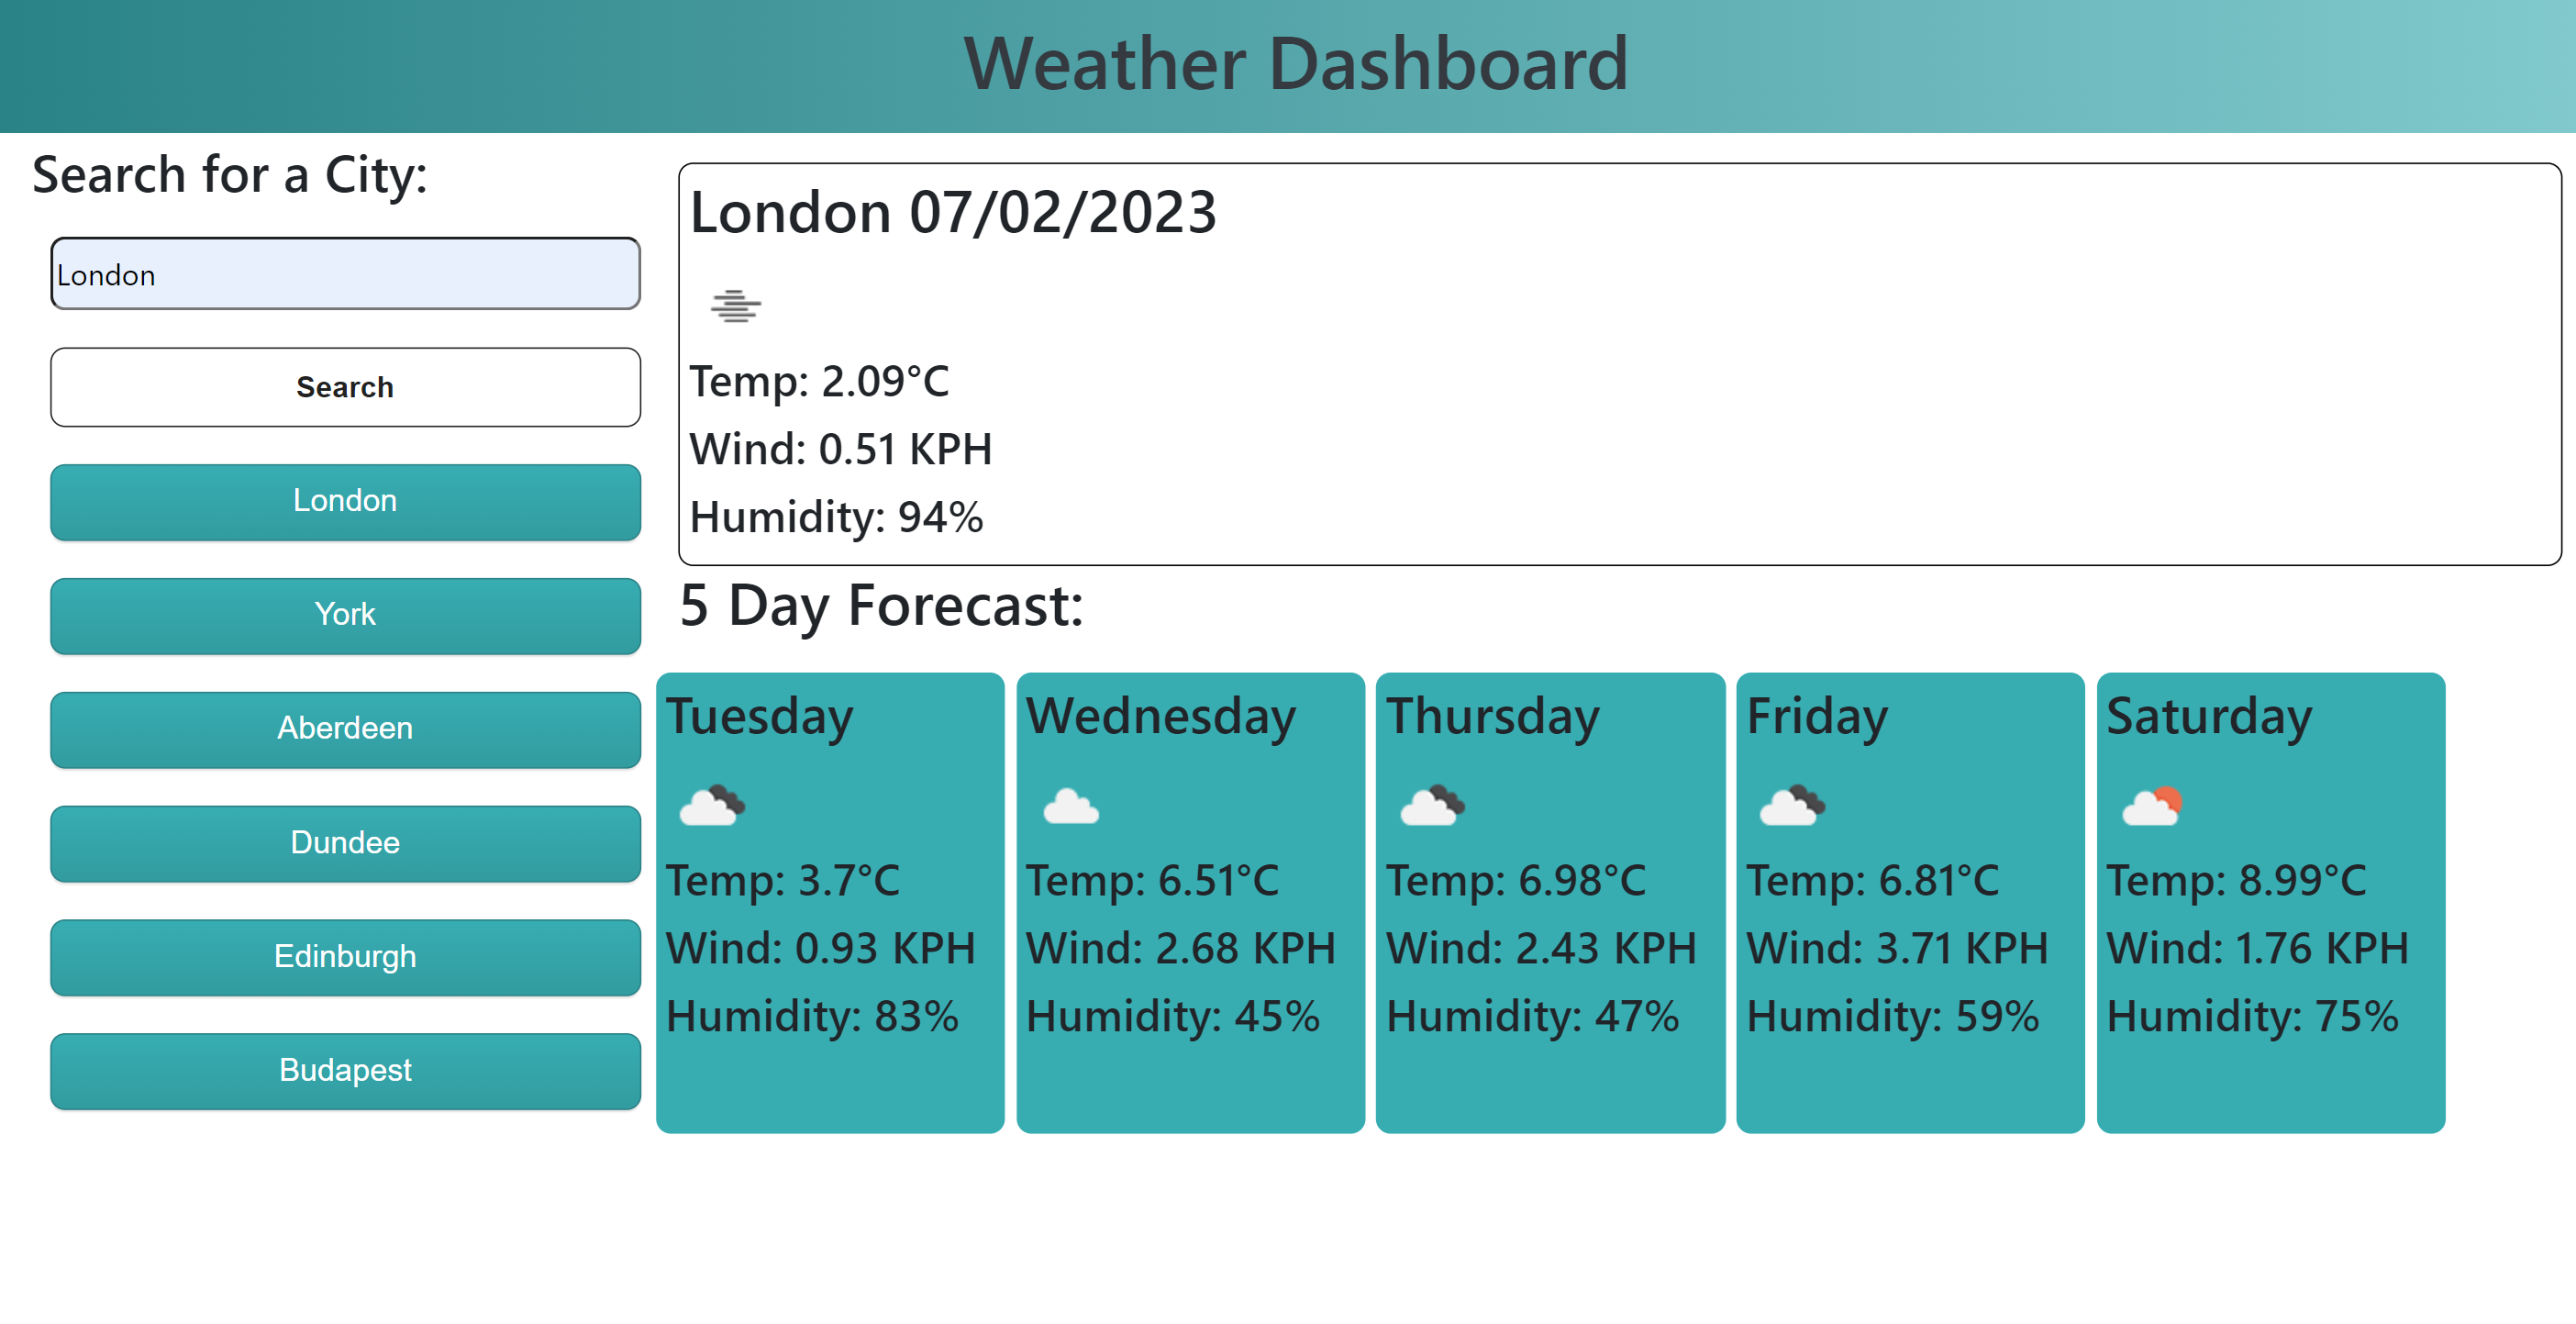 Weather Dashboard
Search for a City:
London
Search
London
York
Aberdeen
Dundee
Edinburgh
Budapest
London 07/02/2023
Temp: 2.09°C
Wind: 0.51 KPH
Humidity: 94%
5 Day Forecast:
Tuesday
Temp: 3.7°C
Wind: 0.93 KPH
Humidity: 83%
Wednesday
Temp: 6.51°C
Wind: 2.68 KPH
Humidity: 45%
Thursday
Temp: 6.98°C
Wind: 2.43 KPH
Humidity: 47%
Friday
Temp: 6.81°C
Wind: 3.71 KPH
Humidity: 59%
Saturday
Temp: 8.99°C
Wind: 1.76 KPH
Humidity: 75%